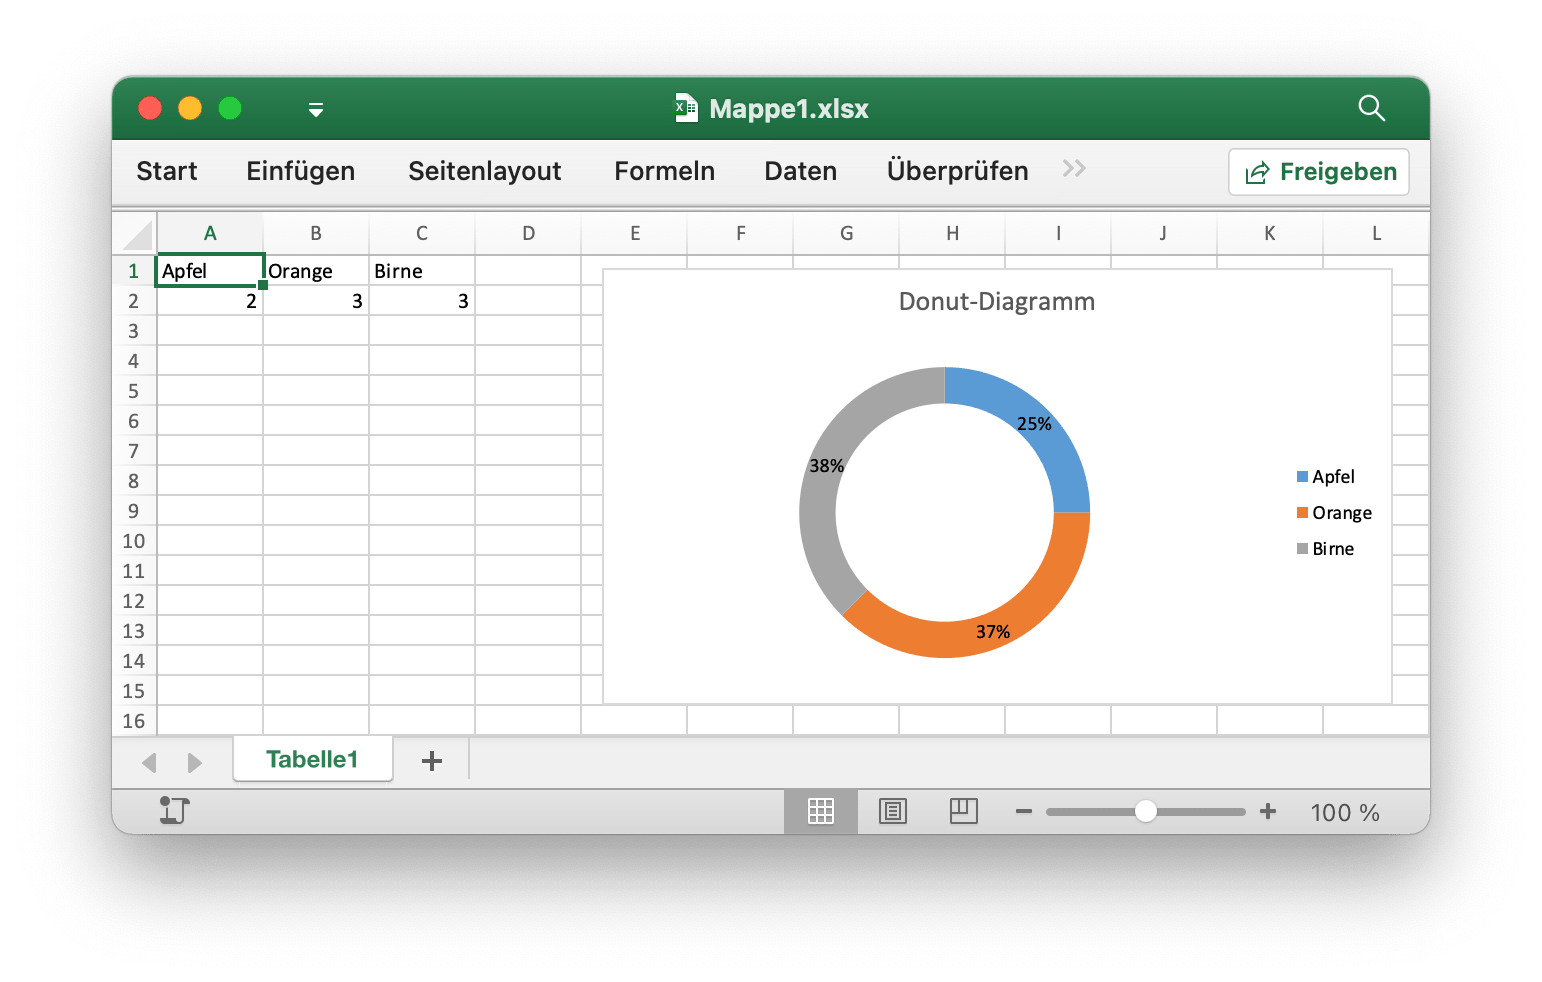 Mappe1.xlsx
Start Einfügen Seitenlayout Formeln Daten Überprüfen Freigeben
A B C D E F G H I J K L
1 Apfel Orange Birne
2 2 3 3
3
4
5
6
7
8
9
10
11
12
13
14
15
16
Donut-Diagramm
25%
38%
37%
Apfel
Orange
Birne
Tabelle1 +
100 %